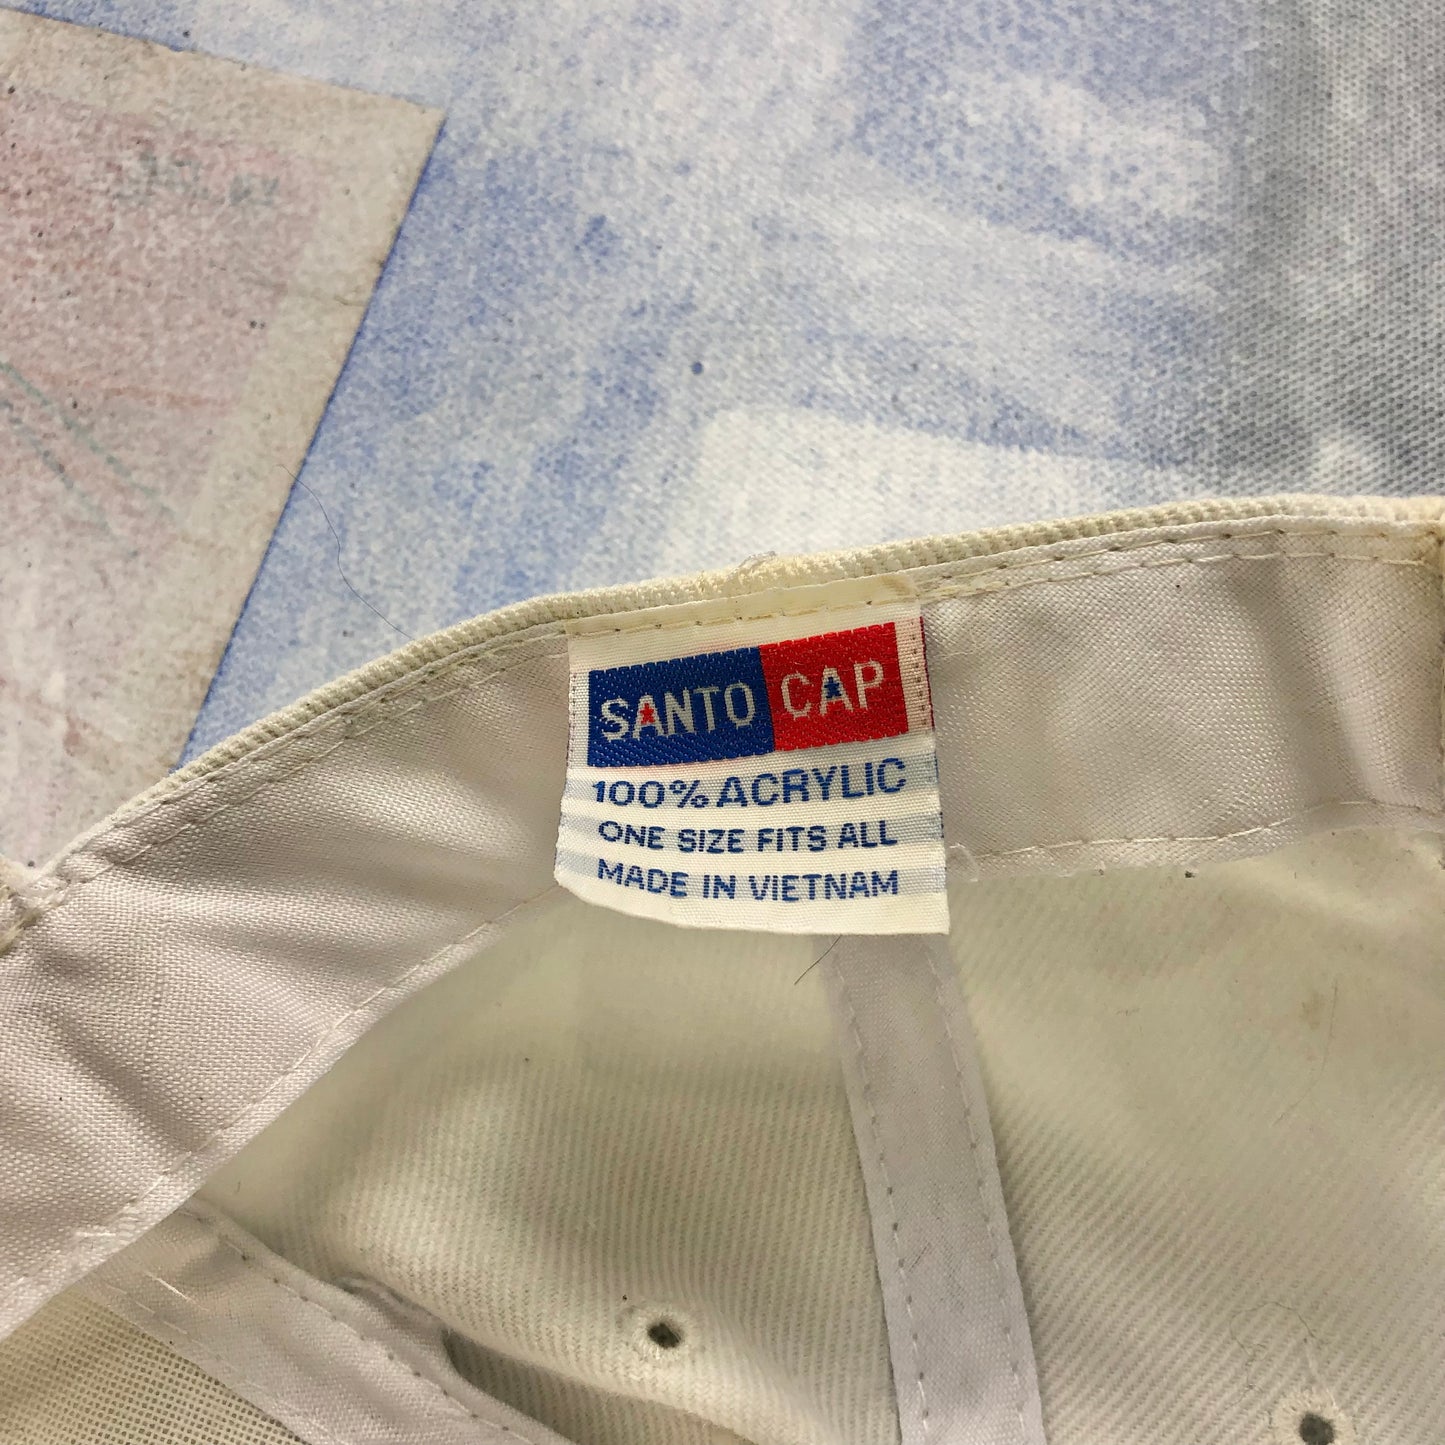 SANTO CAP
100% ACRYLIC
ONE SIZE FITS ALL
MADE IN VIETNAM